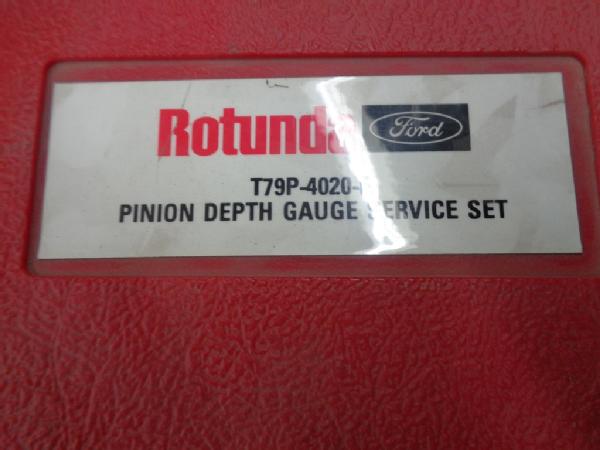 Rotunda Ford
T79P-4020-
PINION DEPTH GAUGE SERVICE SET